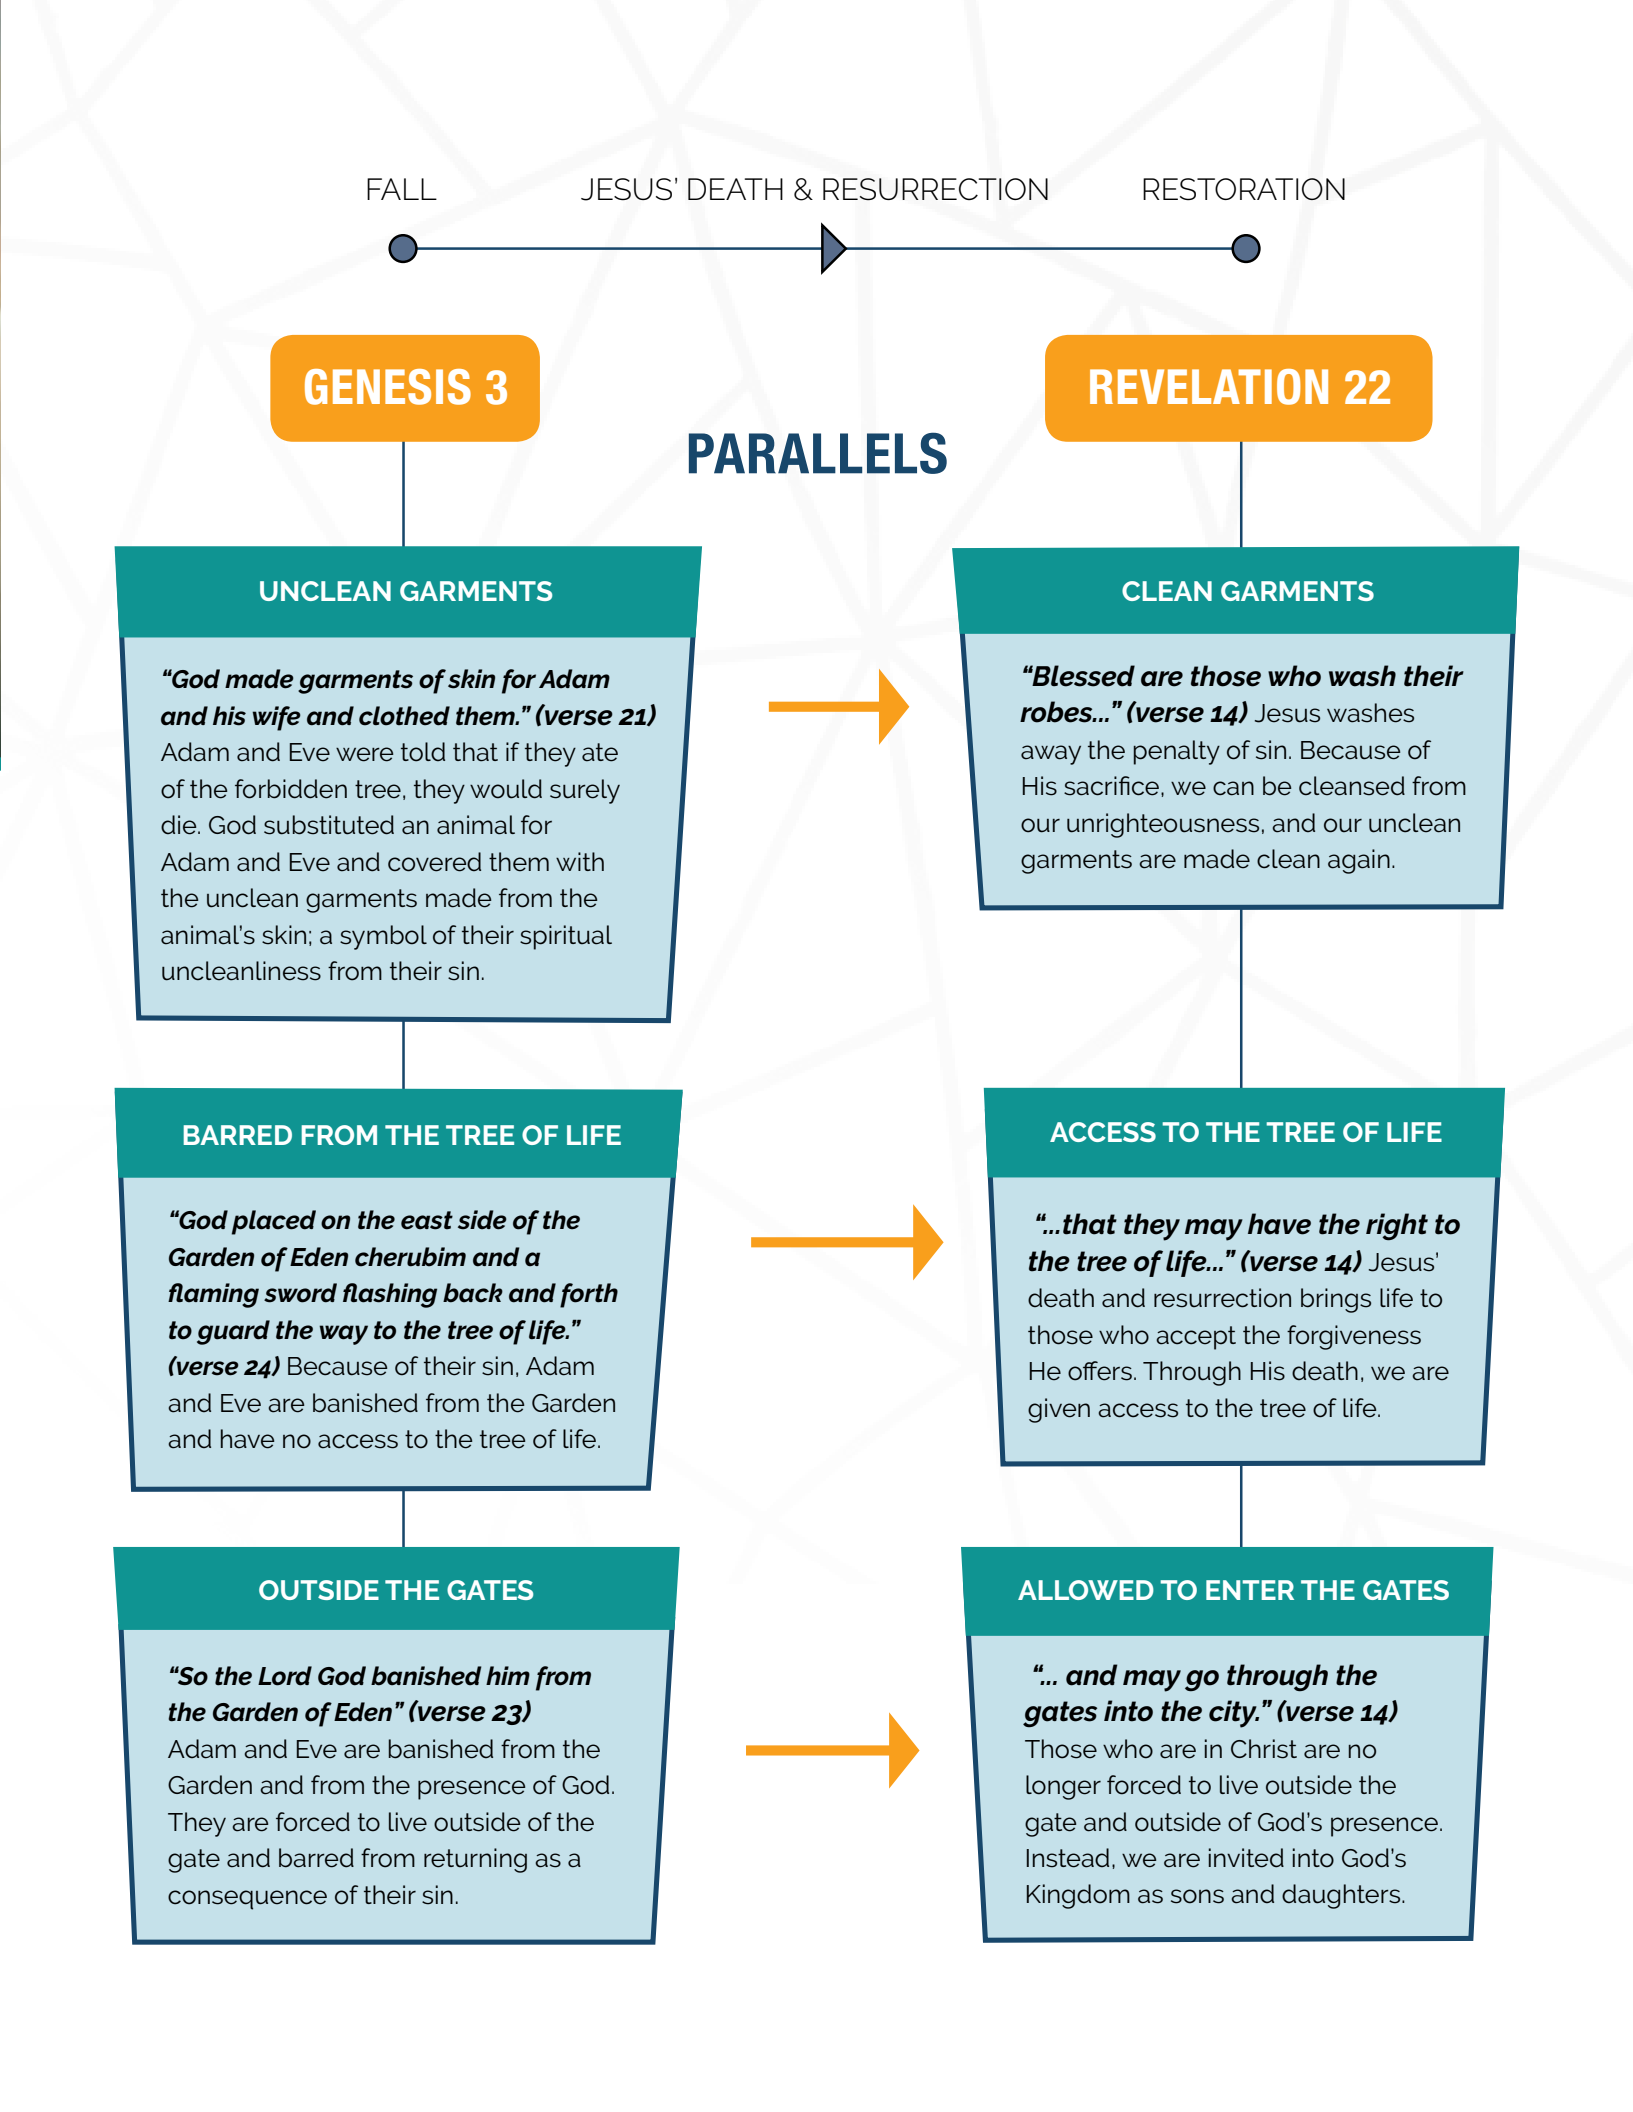 FALL
JESUS’ DEATH & RESURRECTION
RESTORATION
GENESIS 3
REVELATION 22
PARALLELS
UNCLEAN GARMENTS
“God made garments of skin for Adam
and his wife and clothed them.” (verse 21)
Adam and Eve were told that if they ate
of the forbidden tree, they would surely
die. God substituted an animal for
Adam and Eve and covered them with
the unclean garments made from the
animal’s skin; a symbol of their spiritual
uncleanliness from their sin.
CLEAN GARMENTS
“Blessed are those who wash their
robes...” (verse 14) Jesus washes
away the penalty of sin. Because of
His sacrifice, we can be cleansed from
our unrighteousness, and our unclean
garments are made clean again.
BARRED FROM THE TREE OF LIFE
“God placed on the east side of the
Garden of Eden cherubim and a
flaming sword flashing back and forth
to guard the way to the tree of life.”
(verse 24) Because of their sin, Adam
and Eve are banished from the Garden
and have no access to the tree of life.
ACCESS TO THE TREE OF LIFE
“...that they may have the right to
the tree of life...” (verse 14) Jesus’
death and resurrection brings life to
those who accept the forgiveness
He offers. Through His death, we are
given access to the tree of life.
OUTSIDE THE GATES
“So the Lord God banished him from
the Garden of Eden” (verse 23)
Adam and Eve are banished from the
Garden and from the presence of God.
They are forced to live outside of the
gate and barred from returning as a
consequence of their sin.
ALLOWED TO ENTER THE GATES
“... and may go through the
gates into the city.” (verse 14)
Those who are in Christ are no
longer forced to live outside the
gate and outside of God’s presence.
Instead, we are invited into God’s
Kingdom as sons and daughters.